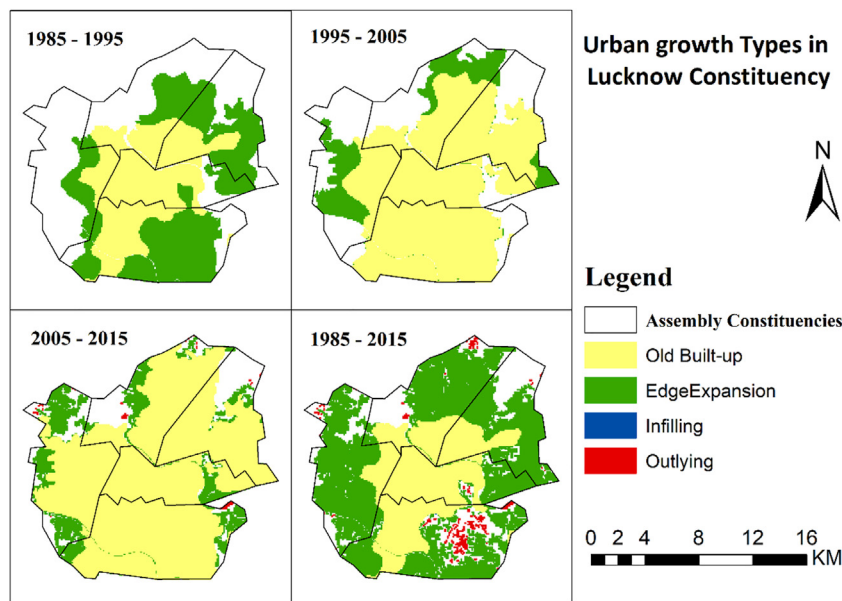 1985 - 1995
1995 - 2005
Urban growth Types in
Lucknow Constituency
N
Legend
Assembly Constituencies
Old Built-up
EdgeExpansion
Infilling
Outlying
2005 - 2015
1985 - 2015
0 2 4 8 12 16
KM